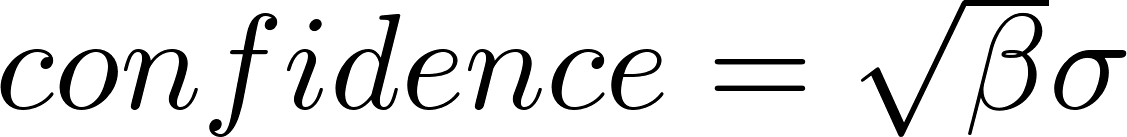 confidence = √βσ